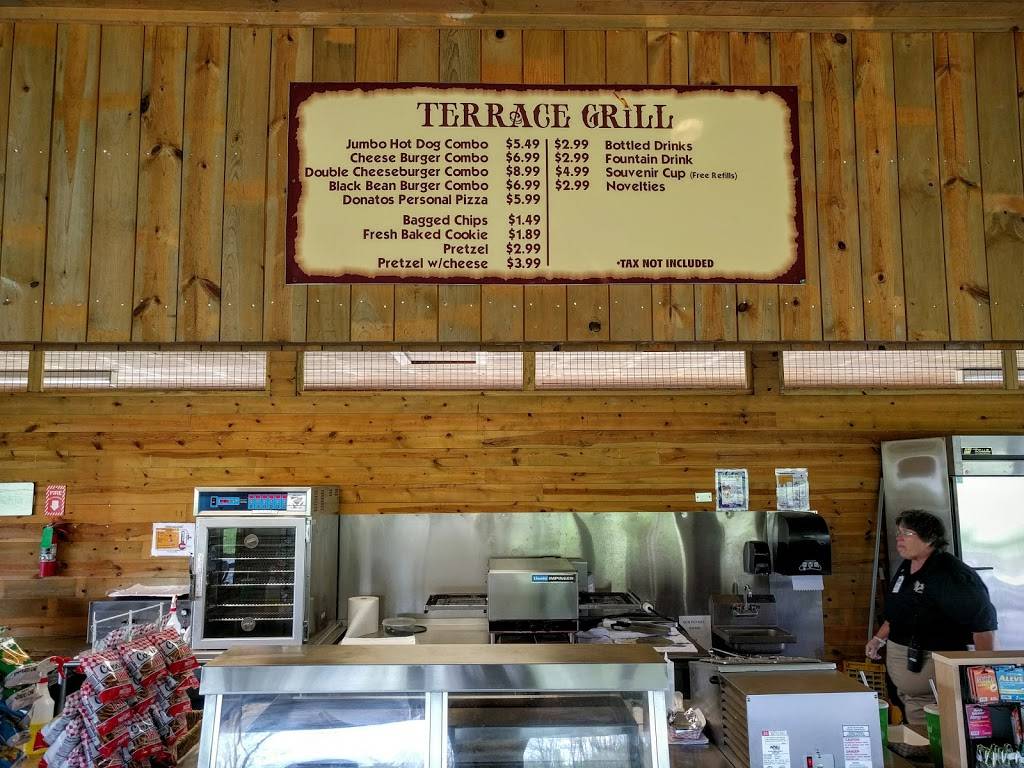 TERRACE GRILL
Jumbo Hot Dog Combo $5.49
Cheese Burger Combo $6.99
Double Cheeseburger Combo $8.99
Black Bean Burger Combo $6.99
Donatos Personal Pizza $5.99
Bagged Chips $1.49
Fresh Baked Cookie $1.89
Pretzel $2.99
Pretzel w/cheese $3.99
$2.99 Bottled Drinks
$2.99 Fountain Drink
$4.99 Souvenir Cup (Free Refills)
$2.99 Novelties
*TAX NOT INCLUDED
FIRE
IMPINGER
ALEVE